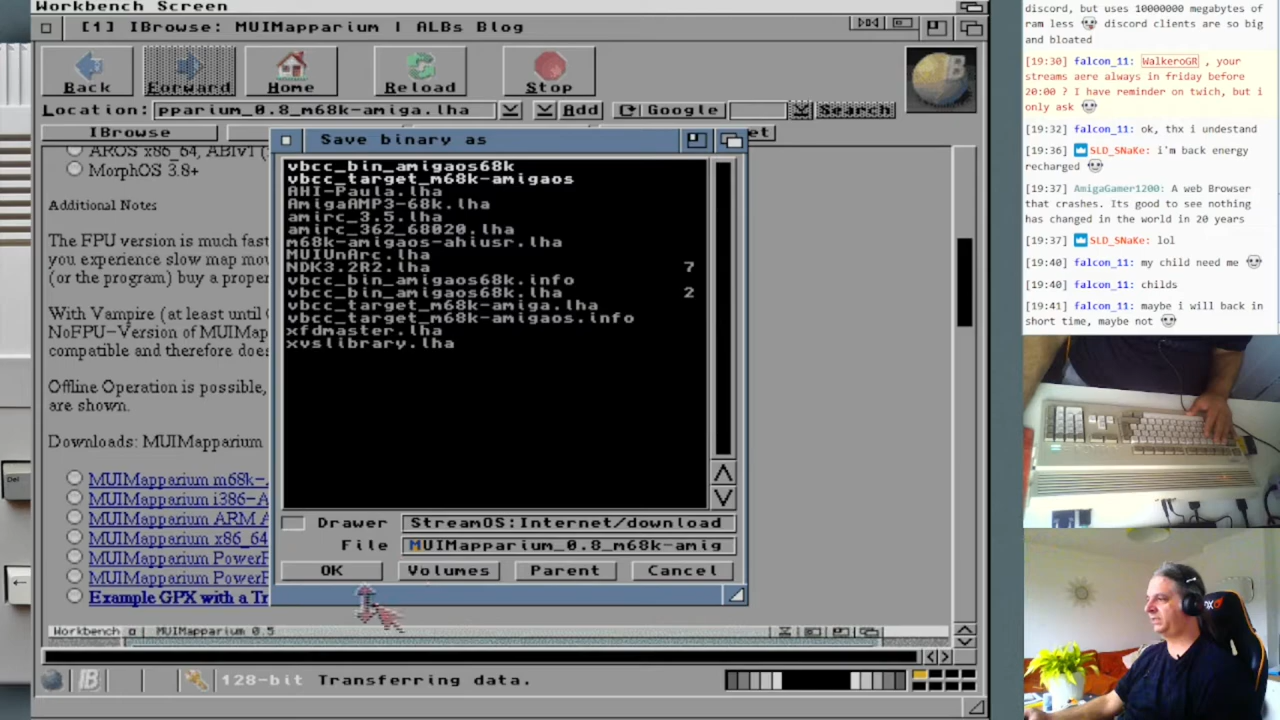 Workbench Screen
[1] IBrowse: MUIMapparium | ALBs Blog
Back
Forward
Home
Reload
Stop
Location: pparium_0.8_m68k-amiga.lha
Add
Google
Search
IBrowse
et
AROS x86_64, ABIv1 (
MorphOS 3.8+
Additional Notes
The FPU version is much fast
you experience slow map mov
(or the program) buy a proper
With Vampire (at least until
NoFPU-Version of MUIMap
compatible and therefore does
Offline Operation is possible,
are shown.
Downloads: MUIMapparium
MUIMapparium m68k-
MUIMapparium i386-A
MUIMapparium ARM A
MUIMapparium x86_64
MUIMapparium PowerP
MUIMapparium PowerP
Example GPX with a Tr
Save binary as
vbcc_bin_amigaos68k
vbcc_target_m68k-amigaos
AHI-Paula.lha
AmigaAMP3-68k.lha
amirc_3.5.lha
amirc_362_68020.lha
m68k-amigaos-ahiusr.lha
MUIUnArc.lha
NDK3.2R2.lha 7
vbcc_bin_amigaos68k.info
vbcc_bin_amigaos68k.lha 2
vbcc_target_m68k-amiga.lha
vbcc_target_m68k-amigaos.info
xfdmaster.lha
xvslibrary.lha
Drawer StreamOS:Internet/download
File MUIMapparium_0.8_m68k-amig
OK
Volumes
Parent
Cancel
Workbench
MUIMapparium 0.5
128-bit Transferring data.
discord, but uses 10000000 megabytes of
ram less discord clients are so big
and bloated
[19:30] falcon_11: WalkeroGR , your
streams aere always in friday before
20:00 ? I have reminder on twich, but i
only ask
[19:32] falcon_11: ok, thx i undestand
[19:36] SLD_SNaKe: i'm back energy
recharged
[19:37] AmigaGamer1200: A web Browser
that crashes. Its good to see nothing
has changed in the world in 20 years
[19:37] SLD_SNaKe: lol
[19:40] falcon_11: my child need me
[19:40] falcon_11: childs
[19:41] falcon_11: maybe i will back in
short time, maybe not
Del